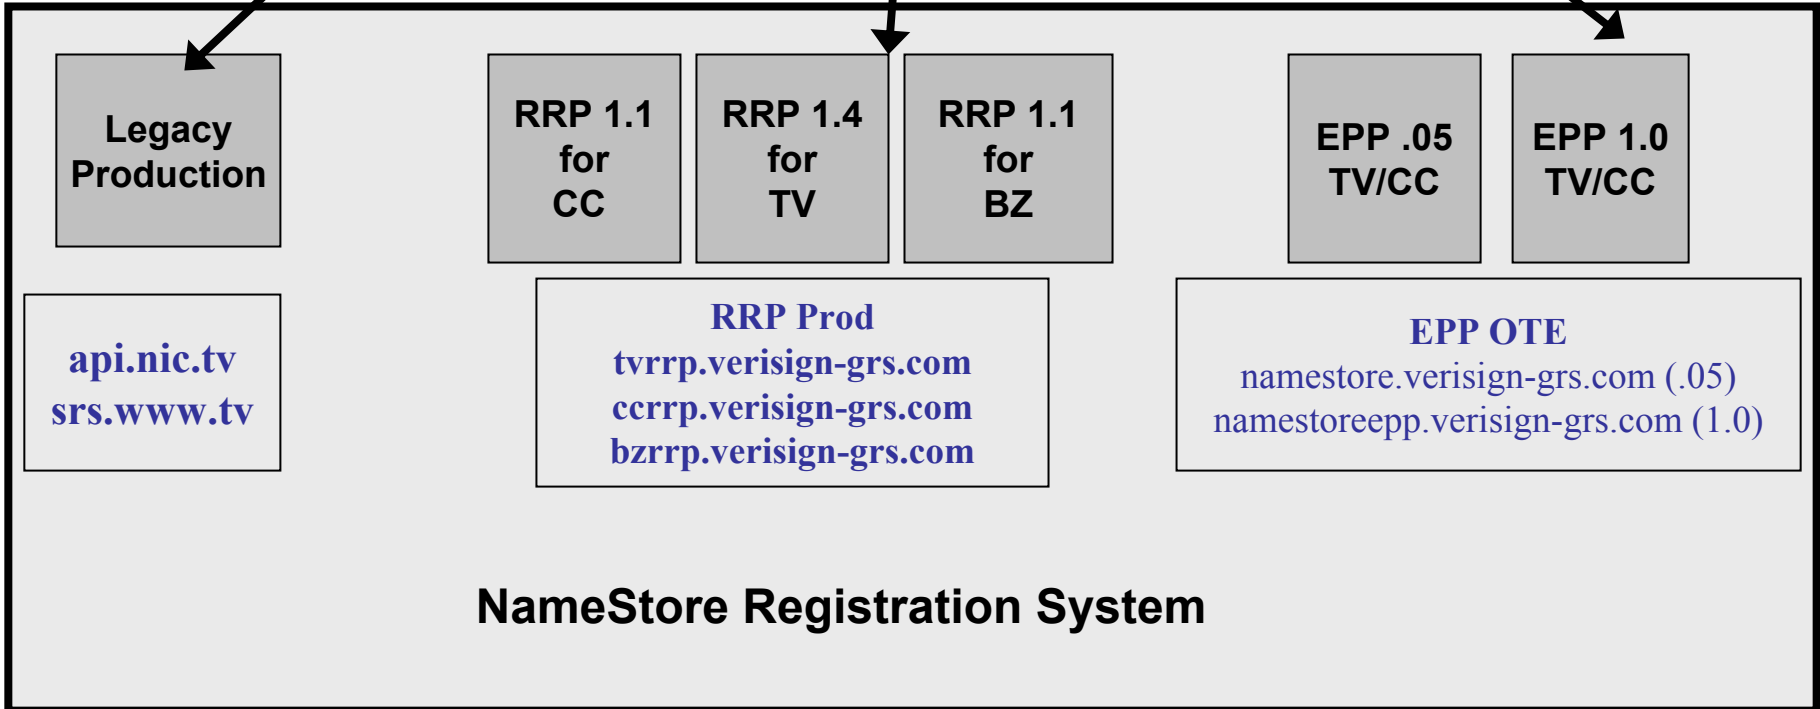 Legacy
Production
RRP 1.1
for
CC
RRP 1.4
for
TV
RRP 1.1
for
BZ
EPP .05
TV/CC
EPP 1.0
TV/CC
api.nic.tv
srs.www.tv
RRP Prod
tvrrp.verisign-grs.com
ccrrp.verisign-grs.com
bzrrp.verisign-grs.com
EPP OTE
namestore.verisign-grs.com (.05)
namestoreepp.verisign-grs.com (1.0)
NameStore Registration System